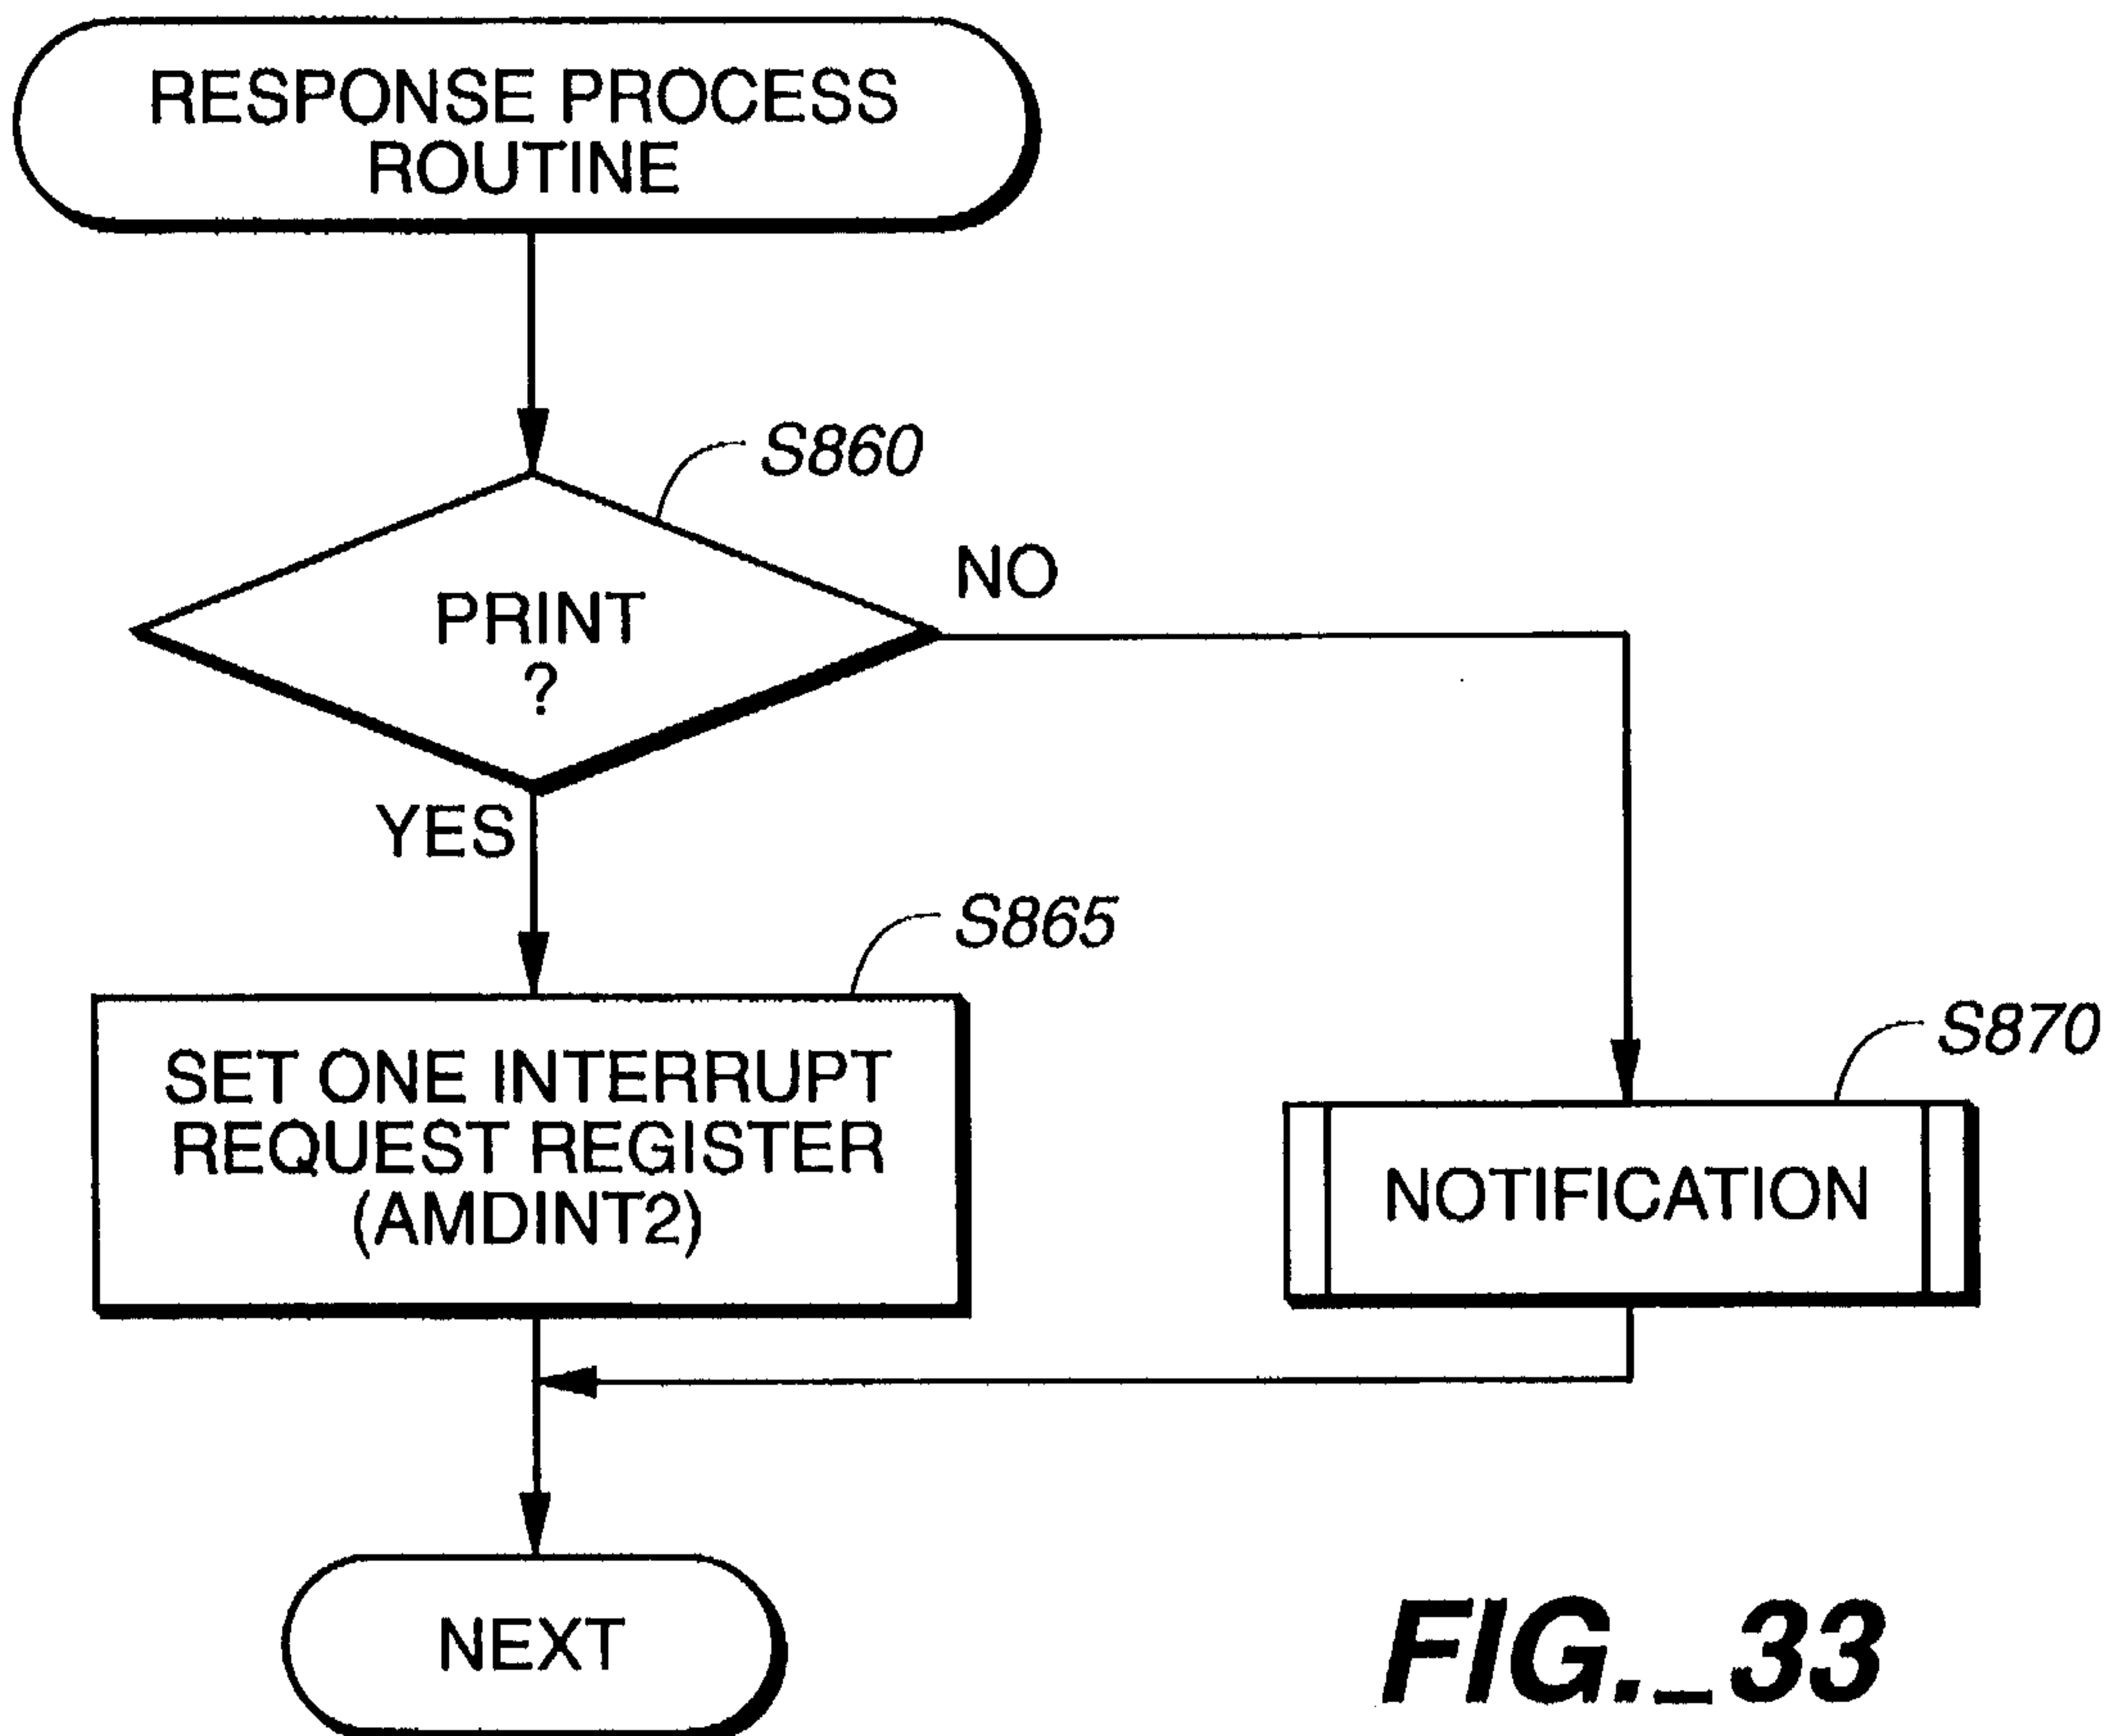 RESPONSE PROCESS
ROUTINE
S860
PRINT
?
NO
YES
S865
SET ONE INTERRUPT
REQUEST REGISTER
(AMDINT2)
S870
NOTIFICATION
NEXT
FIG._33